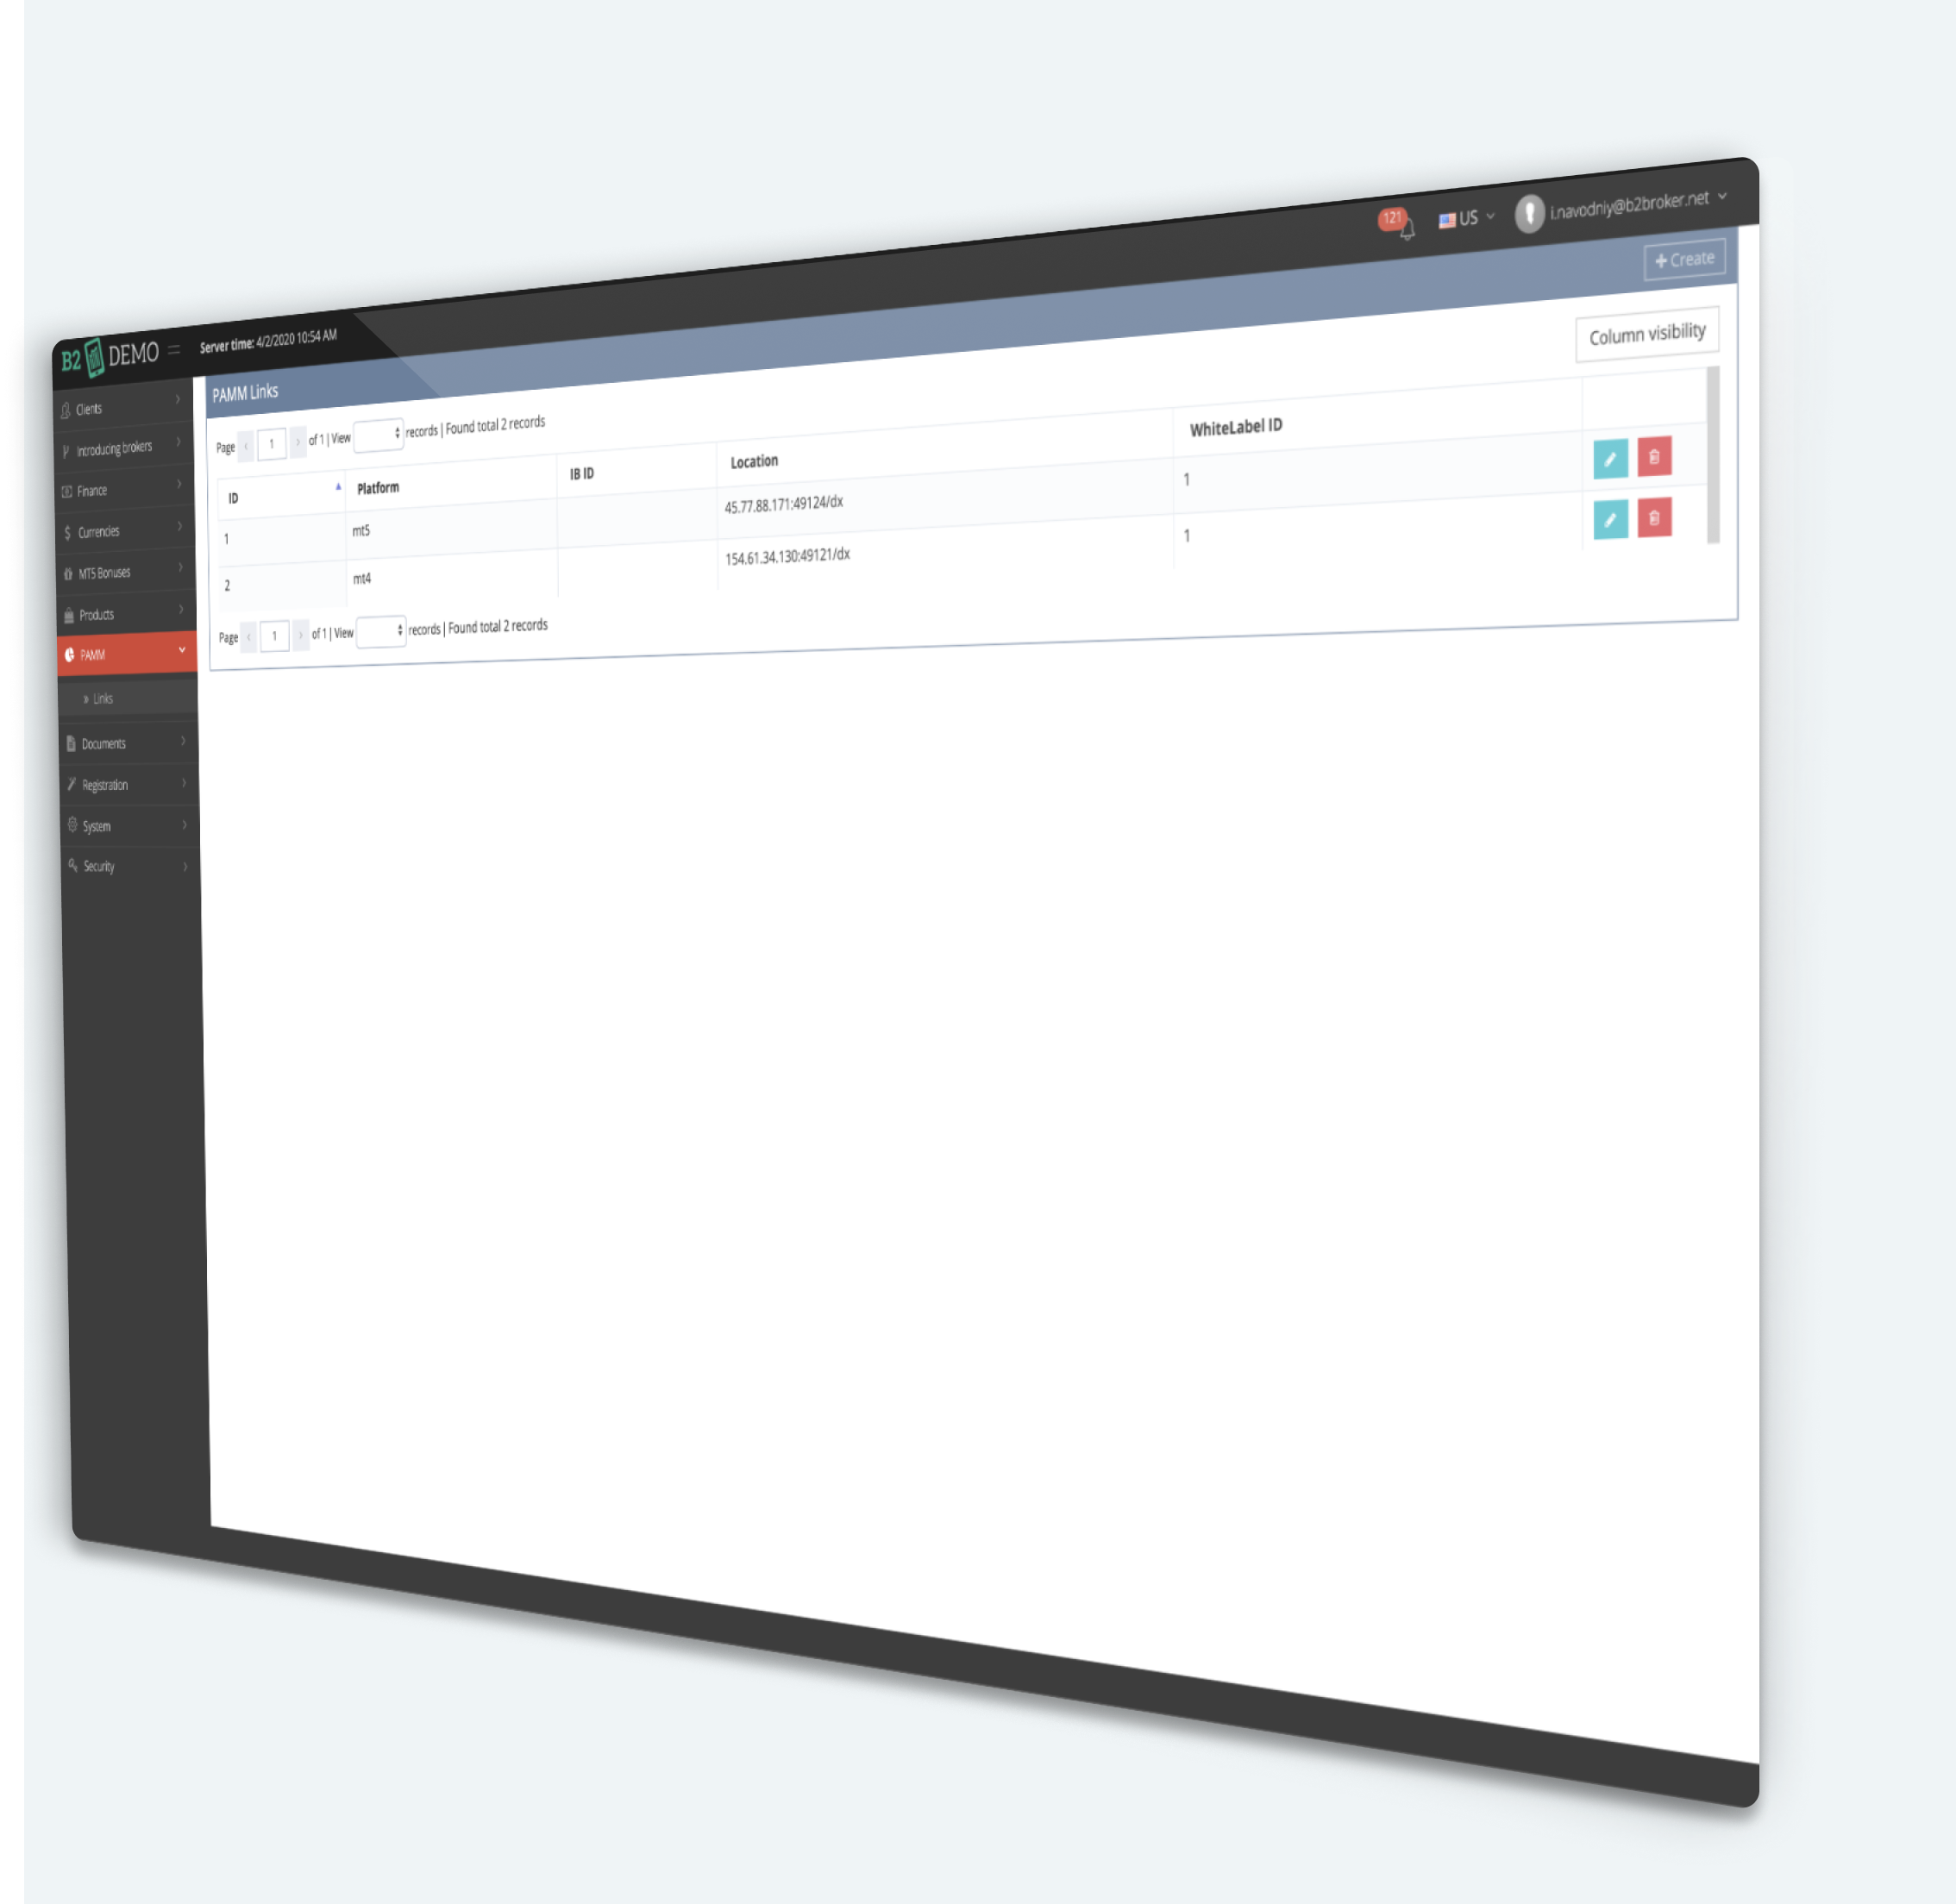 B2 DEMO
Server time: 4/2/2020 10:54 AM
121
US
i.navodniy@b2broker.net
Clients
Introducing brokers
Finance
$ Currencies
MT5 Bonuses
Products
PAMM
» Links
Documents
Registration
System
Security
PAMM Links
+ Create
Column visibility
Page < 1 > of 1 | View records | Found total 2 records
ID Platform IB ID Location WhiteLabel ID
1 mt5 45.77.88.171:49124/dx 1
2 mt4 154.61.34.130:49121/dx 1
Page < 1 > of 1 | View records | Found total 2 records